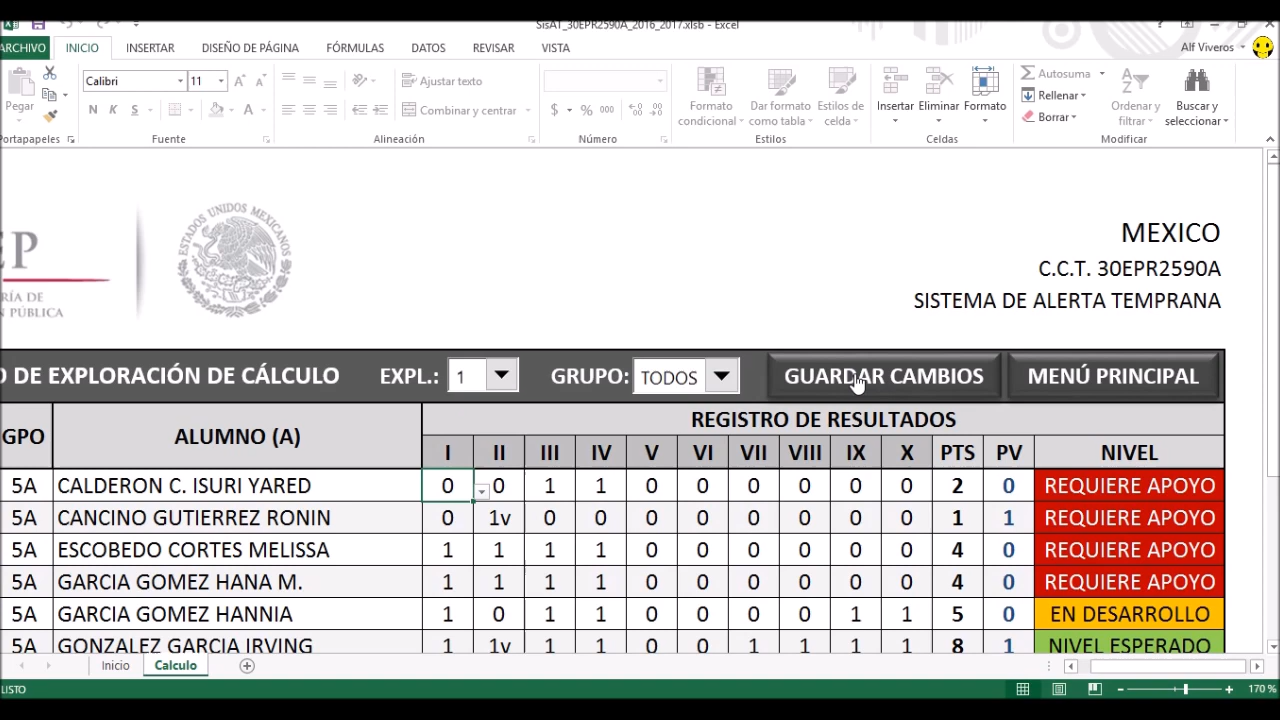 SisAT_30EPR2590A_2016_2017.xlsb - Excel
ARCHIVO INICIO INSERTAR DISEÑO DE PÁGINA FÓRMULAS DATOS REVISAR VISTA Alf Viveros
Pegar
Calibri 11
N K S
Ajustar texto
Combinar y centrar
$ % 000
Formato condicional
Dar formato como tabla
Estilos de celda
Insertar Eliminar Formato
Autosuma
Rellenar
Borrar
Ordenar y filtrar
Buscar y seleccionar
Portapapeles Fuente Alineación Número Estilos Celdas Modificar
EP
RÍA DE
N PÚBLICA
ESTADOS UNIDOS MEXICANOS
MEXICO
C.C.T. 30EPR2590A
SISTEMA DE ALERTA TEMPRANA
O DE EXPLORACIÓN DE CÁLCULO EXPL.: 1 GRUPO: TODOS GUARDAR CAMBIOS MENÚ PRINCIPAL
GPO ALUMNO (A) REGISTRO DE RESULTADOS
I II III IV V VI VII VIII IX X PTS PV NIVEL
5A CALDERON C. ISURI YARED 0 0 1 1 0 0 0 0 0 0 2 0 REQUIERE APOYO
5A CANCINO GUTIERREZ RONIN 0 1v 0 0 0 0 0 0 0 0 1 1 REQUIERE APOYO
5A ESCOBEDO CORTES MELISSA 1 1 1 1 0 0 0 0 0 0 4 0 REQUIERE APOYO
5A GARCIA GOMEZ HANA M. 1 1 1 1 0 0 0 0 0 0 4 0 REQUIERE APOYO
5A GARCIA GOMEZ HANNIA 1 0 1 1 0 0 0 0 1 1 5 0 EN DESARROLLO
5A GONZALEZ GARCIA IRVING 1 1v 1 1 0 0 1 1 1 1 8 1 NIVEL ESPERADO
Inicio Calculo
LISTO 170 %